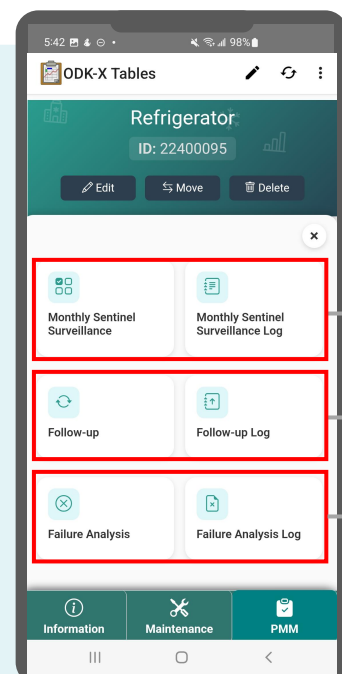 5:42 98%
ODK-X Tables
Refrigerator
ID: 22400095
Edit Move Delete
Monthly Sentinel
Surveillance
Monthly Sentinel
Surveillance Log
Follow-up
Follow-up Log
Failure Analysis
Failure Analysis Log
Information Maintenance PMM